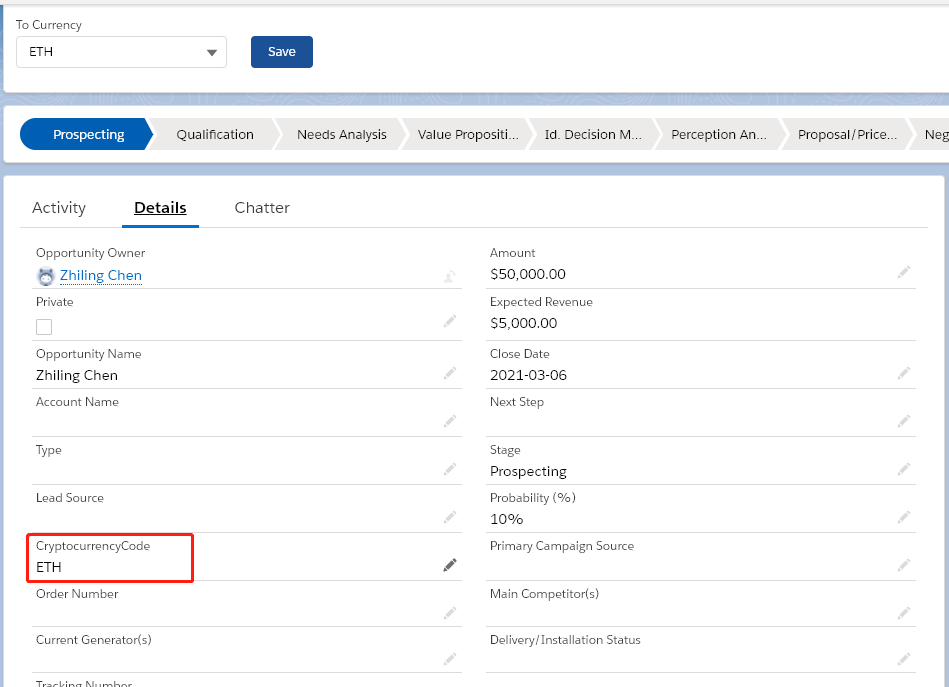 To Currency
ETH
Save
Prospecting
Qualification
Needs Analysis
Value Propositi...
Id. Decision M...
Perception An...
Proposal/Price...
Neg
Activity
Details
Chatter
Opportunity Owner
Zhiling Chen
Amount
$50,000.00
Private
Expected Revenue
$5,000.00
Opportunity Name
Zhiling Chen
Close Date
2021-03-06
Account Name
Next Step
Type
Stage
Prospecting
Lead Source
Probability (%)
10%
CryptocurrencyCode
ETH
Primary Campaign Source
Order Number
Main Competitor(s)
Current Generator(s)
Delivery/Installation Status
Tracking Number